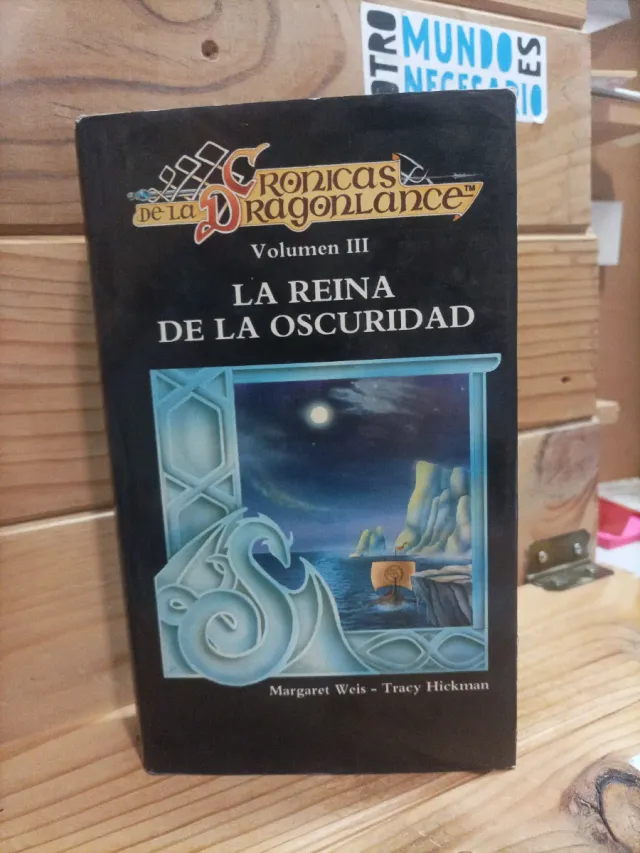 OTRO
MUNDO
ES
NECESARIO
CRONICAS
DE LA DRAGONLANCE™
Volumen III
LA REINA
DE LA OSCURIDAD
Margaret Weis - Tracy Hickman